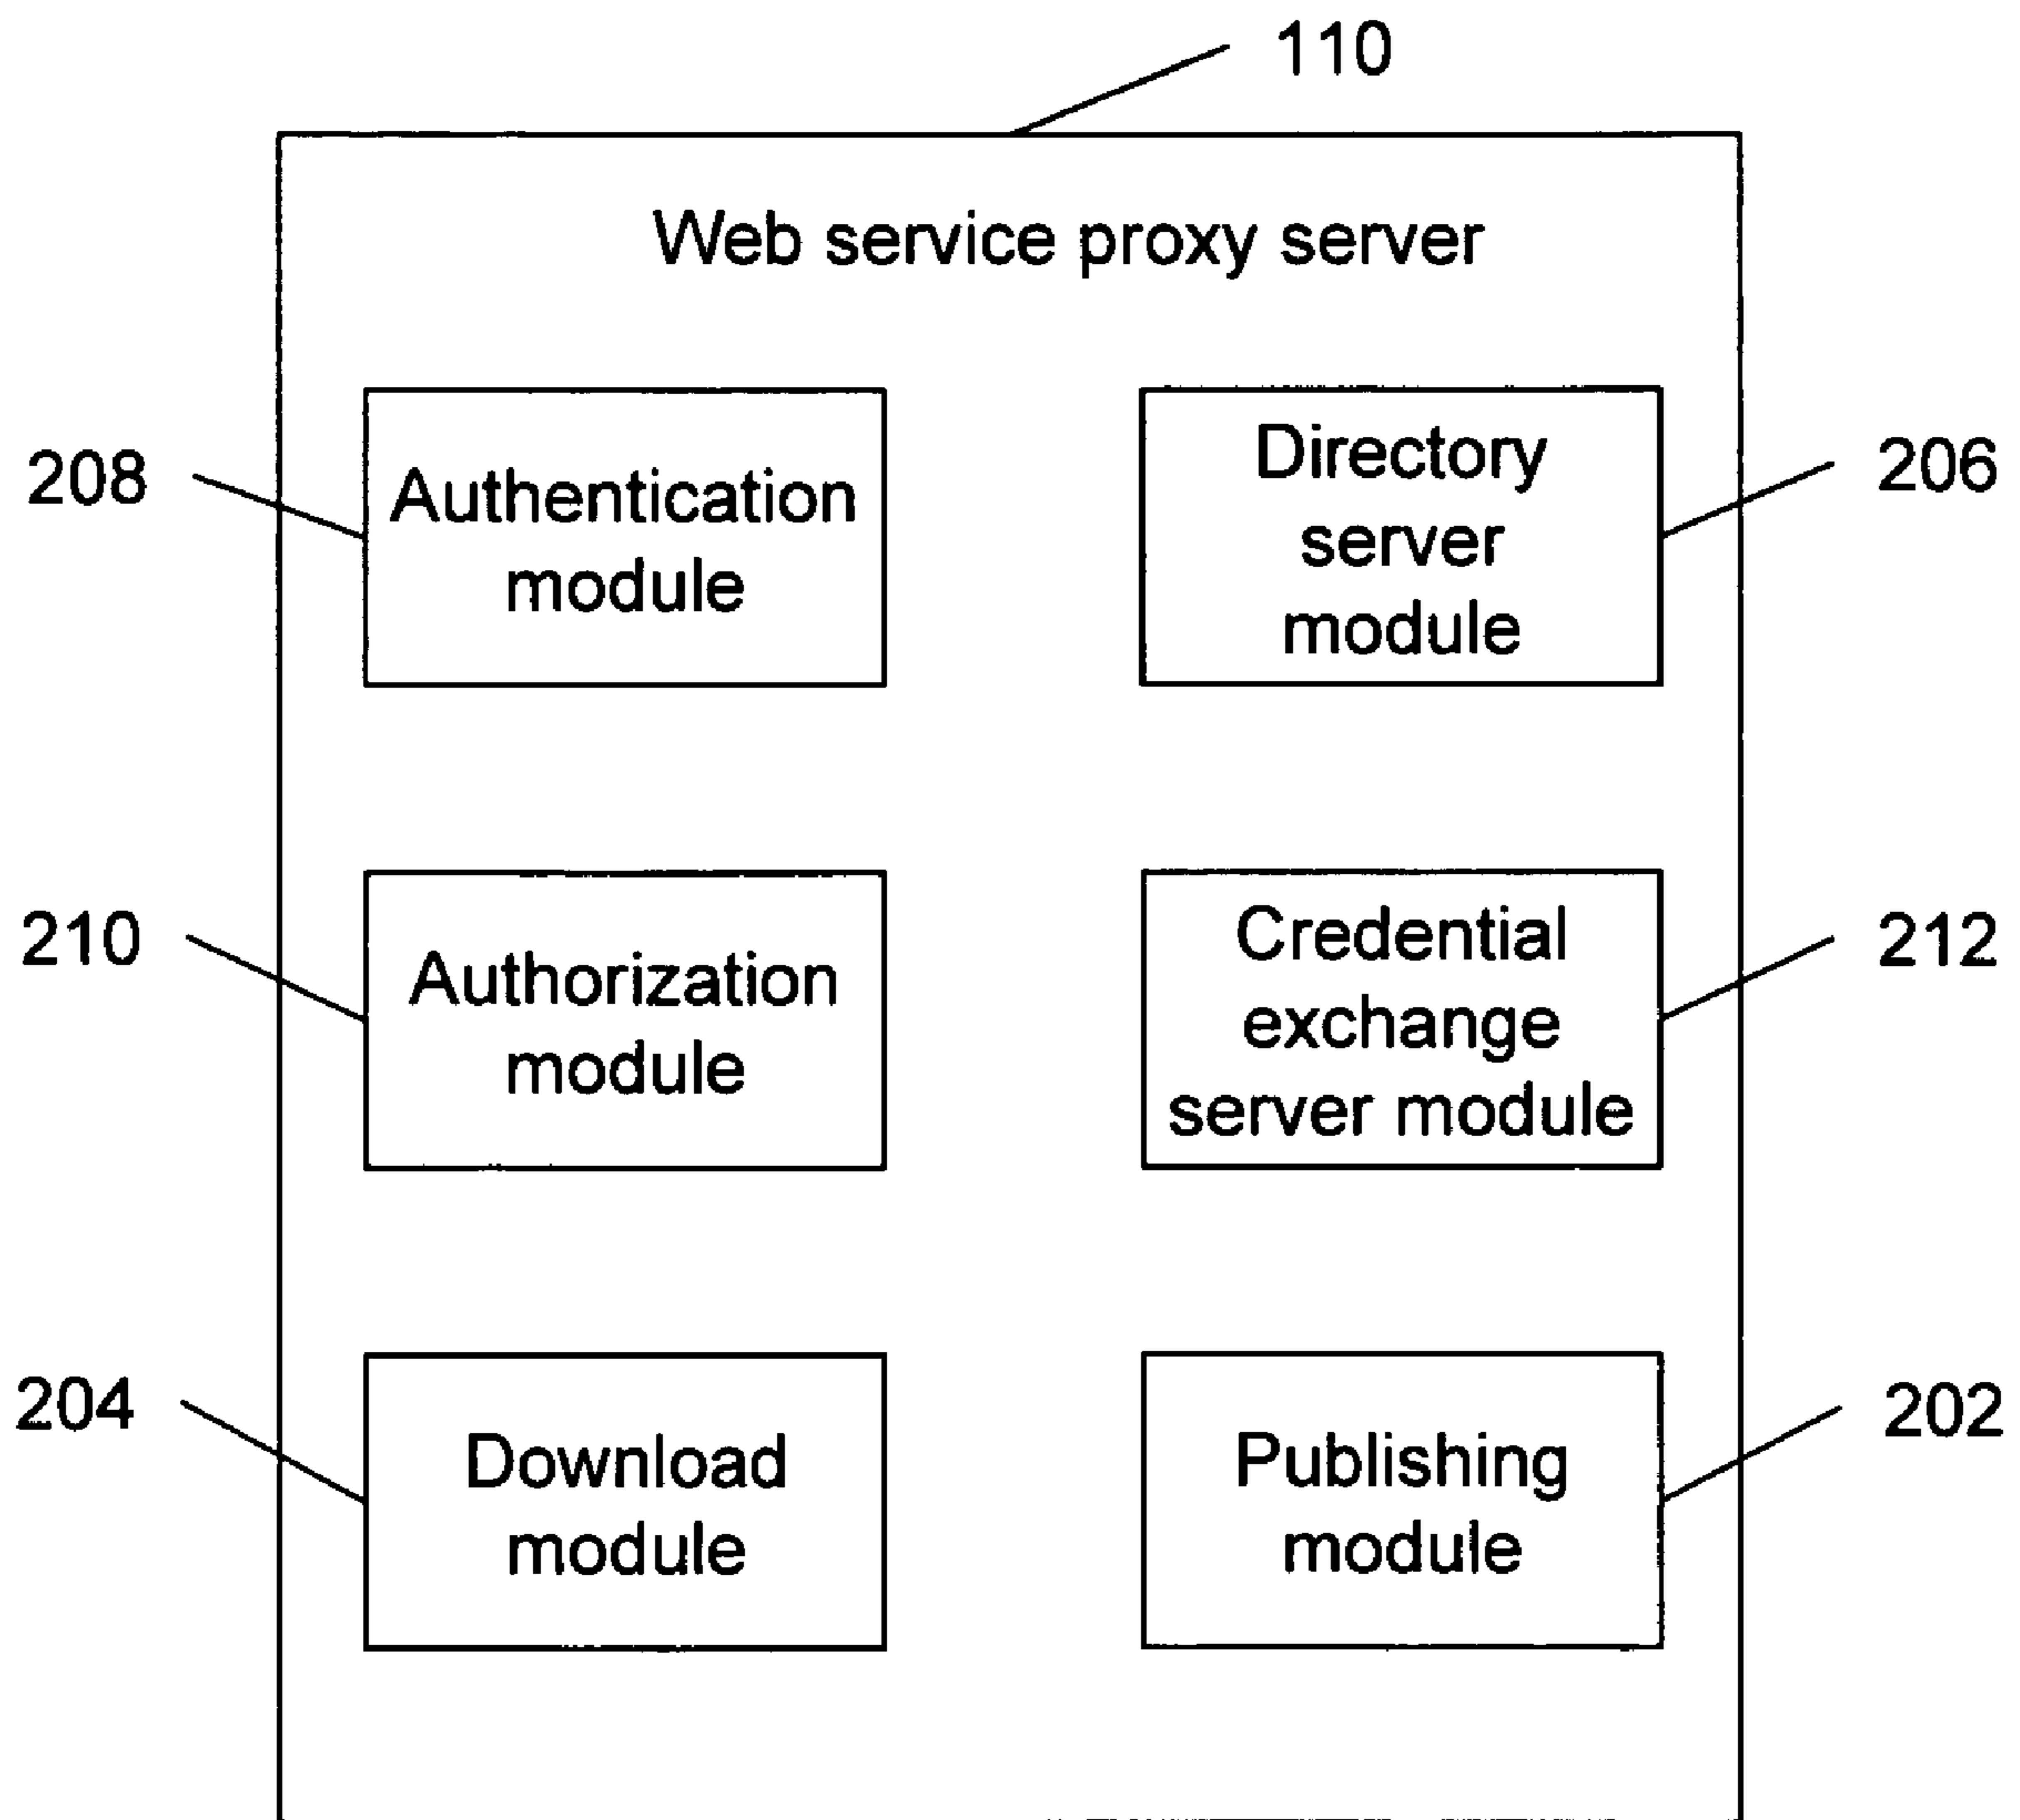 110
Web service proxy server
208
Authentication
module
Directory
server
module
206
210
Authorization
module
Credential
exchange
server module
212
204
Download
module
Publishing
module
202